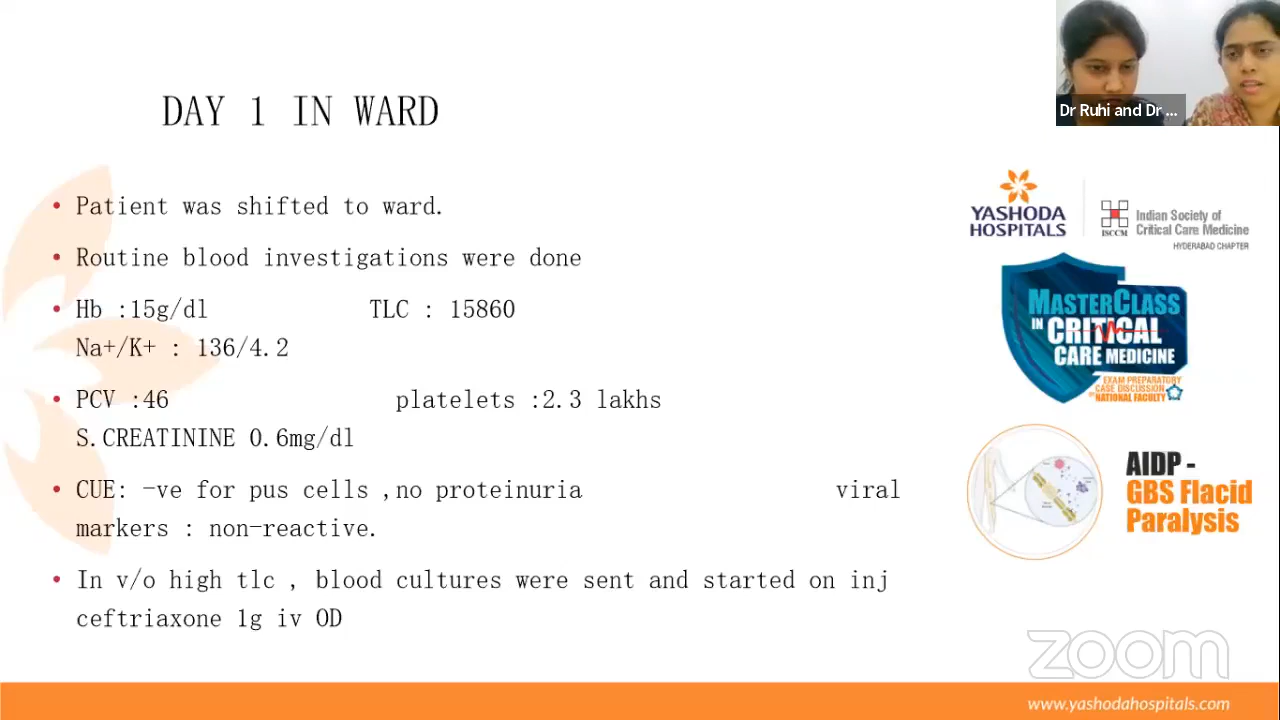 Dr Ruhi and Dr ...
DAY 1 IN WARD
• Patient was shifted to ward.
• Routine blood investigations were done
• Hb :15g/dl TLC : 15860
Na+/K+ : 136/4.2
• PCV :46 platelets :2.3 lakhs
S.CREATININE 0.6mg/dl
• CUE: -ve for pus cells ,no proteinuria viral
markers : non-reactive.
• In v/o high tlc , blood cultures were sent and started on inj
ceftriaxone 1g iv OD
YASHODA
HOSPITALS
ISCCM
Indian Society of
Critical Care Medicine
HYDERABAD CHAPTER
MASTERCLASS
IN CRITICAL
CARE MEDICINE
EXAM PREPARATORY
CASE DISCUSSION
BY NATIONAL FACULTY
AIDP -
GBS Flacid
Paralysis
zoom
www.yashodahospitals.com